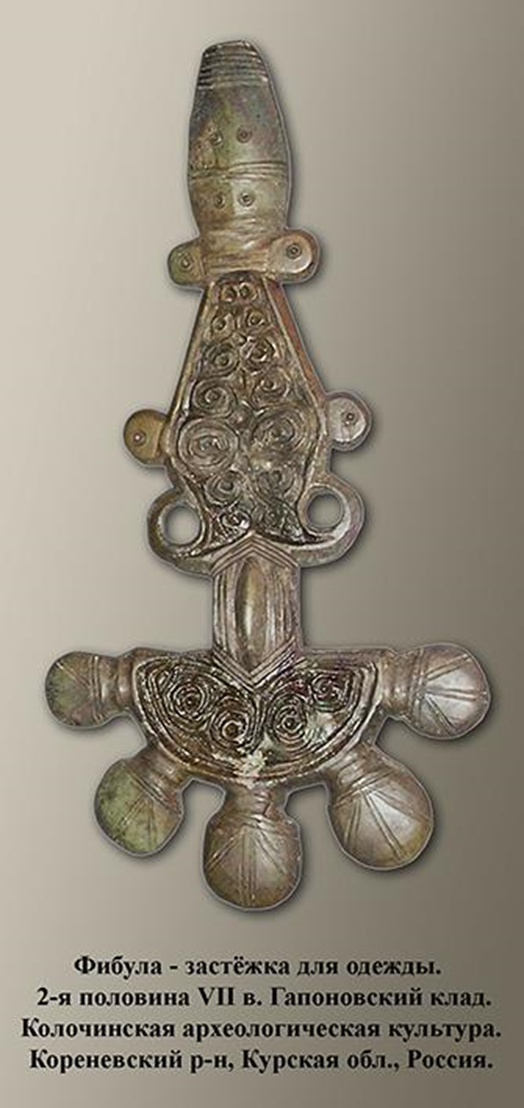 Фибула - застёжка для одежды.
2-я половина VII в. Гапоновский клад.
Колочинская археологическая культура.
Кореневский р-н, Курская обл., Россия.